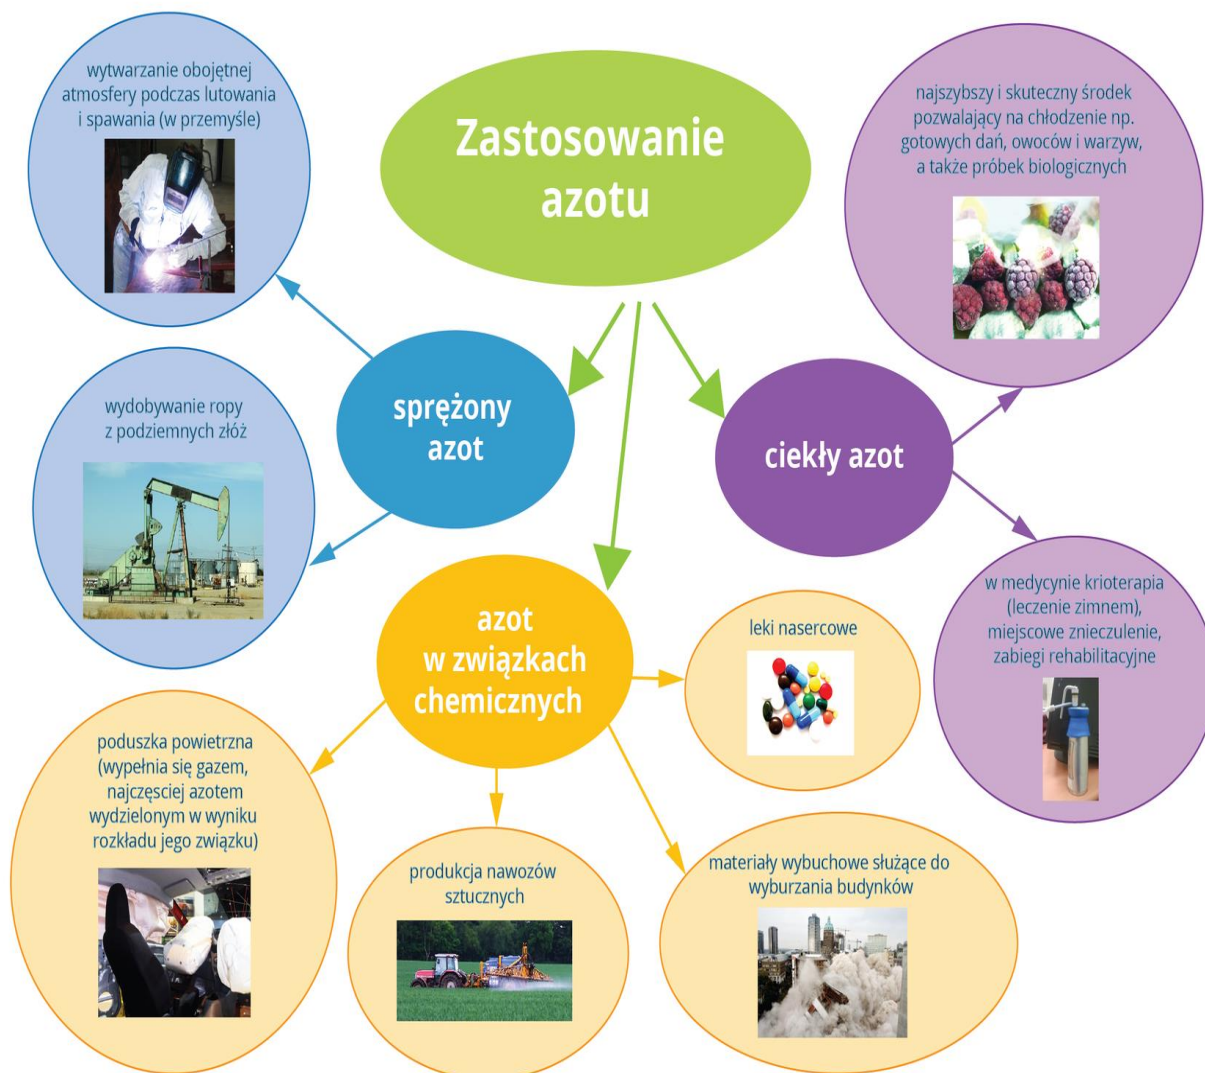 Zastosowanie
azotu
wytwarzanie obojętnej
atmosfery podczas lutowania
i spawania (w przemyśle)
najszybszy i skuteczny środek
pozwalający na chłodzenie np.
gotowych dań, owoców i warzyw,
a także próbek biologicznych
sprężony
azot
wydobywanie ropy
z podziemnych złóż
ciekły azot
w medycynie krioterapia
(leczenie zimnem),
miejscowe znieczulenie,
zabiegi rehabilitacyjne
azot
w związkach
chemicznych
leki nasercowe
poduszka powietrzna
(wypełnia się gazem,
najczęsciej azotem
wydzielonym w wyniku
rozkładu jego związku)
produkcja nawozów
sztucznych
materiały wybuchowe służące do
wyburzania budynków